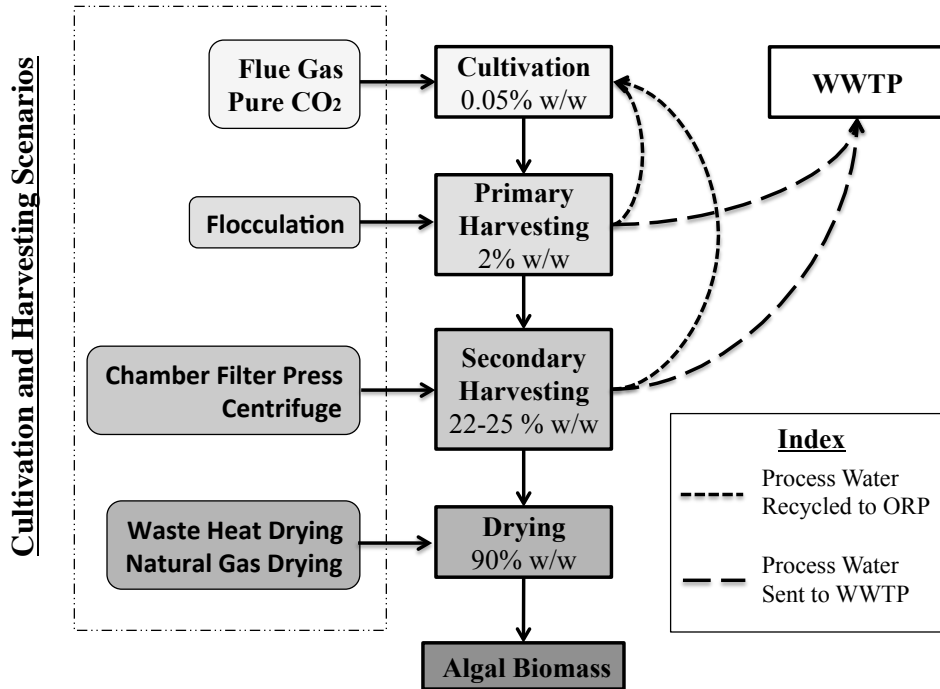 Cultivation and Harvesting Scenarios
Flue Gas
Pure CO₂
Cultivation
0.05% w/w
WWTP
Flocculation
Primary
Harvesting
2% w/w
Chamber Filter Press
Centrifuge
Secondary
Harvesting
22-25 % w/w
Waste Heat Drying
Natural Gas Drying
Drying
90% w/w
Algal Biomass
Index
Process Water
Recycled to ORP
Process Water
Sent to WWTP